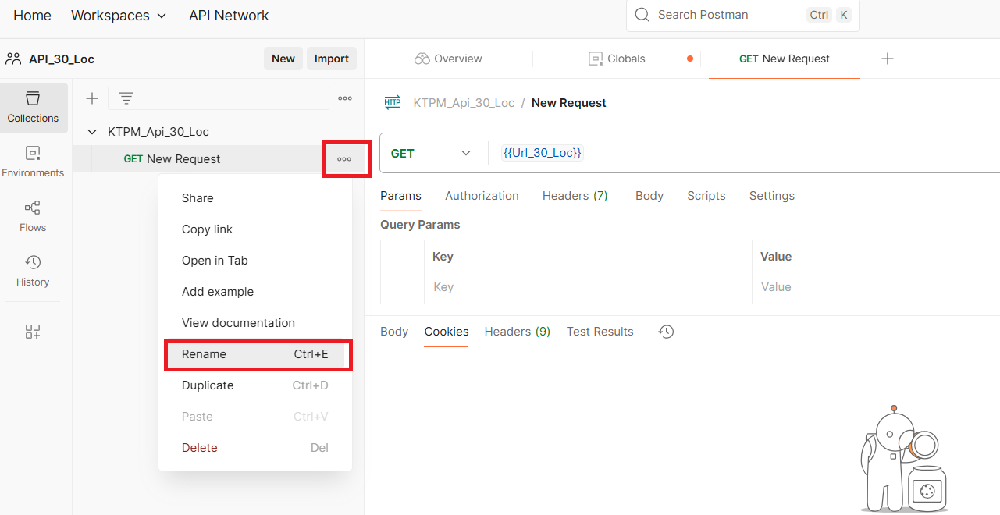 Home Workspaces API Network Search Postman Ctrl K
API_30_Loc New Import
Overview Globals GET New Request
Collections
Environments
Flows
History
KTPM_Api_30_Loc
GET New Request
Share
Copy link
Open in Tab
Add example
View documentation
Rename Ctrl+E
Duplicate Ctrl+D
Paste Ctrl+V
Delete Del
HTTP KTPM_Api_30_Loc / New Request
GET {{Url_30_Loc}}
Params Authorization Headers (7) Body Scripts Settings
Query Params
Key Value
Key Value
Body Cookies Headers (9) Test Results